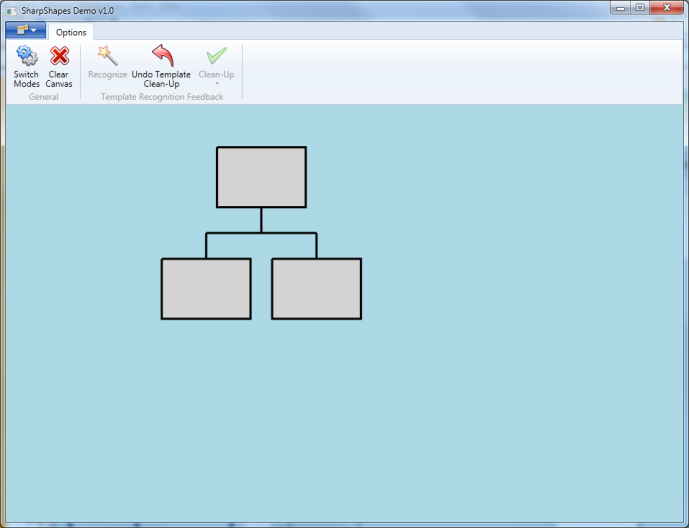 SharpShapes Demo v1.0
Options
Switch Modes
Clear Canvas
Recognize
Undo Template Clean-Up
Clean-Up
General
Template Recognition Feedback